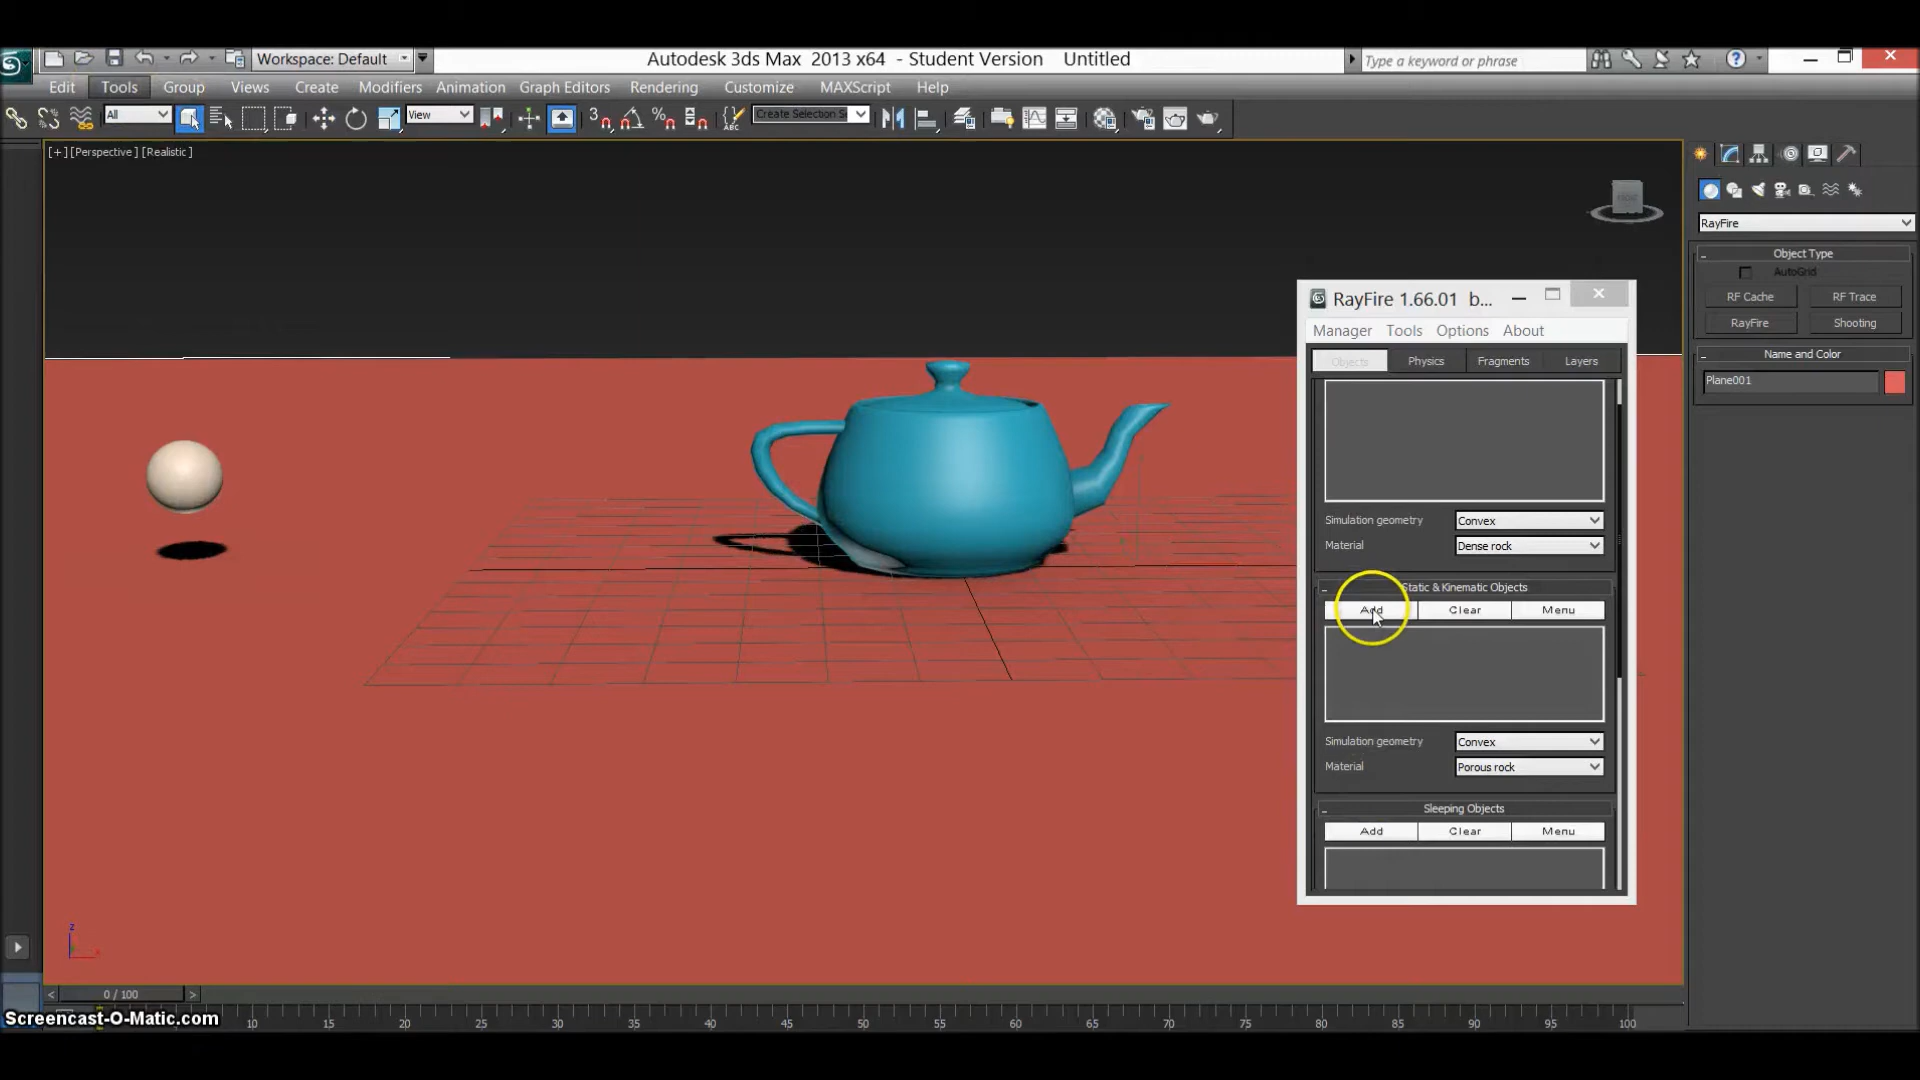 Workspace: Default
Autodesk 3ds Max 2013 x64 - Student Version Untitled
Type a keyword or phrase
Edit Tools Group Views Create Modifiers Animation Graph Editors Rendering Customize MAXScript Help
All View Create Selection Se
[+] [Perspective] [Realistic]
RayFire
Object Type
AutoGrid
RF Cache RF Trace
RayFire Shooting
Name and Color
Plane001
RayFire 1.66.01 b...
Manager Tools Options About
Objects Physics Fragments Layers
Simulation geometry Convex
Material Dense rock
Static & Kinematic Objects
Add Clear Menu
Simulation geometry Convex
Material Porous rock
Sleeping Objects
Add Clear Menu
z
0 / 100
10 15 20 25 30 35 40 45 50 55 60 65 70 75 80 85 90 95 100
Screencast-O-Matic.com